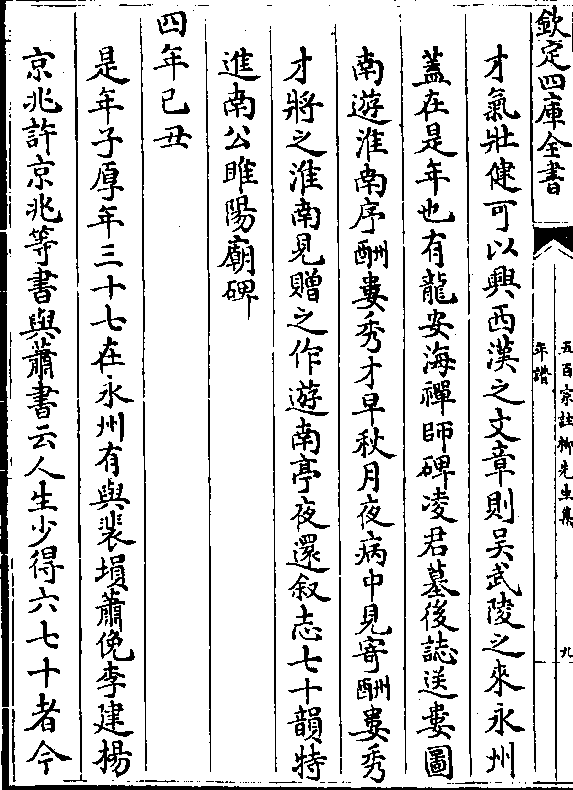 欽定四庫全書
五百家註柳先生集
年譜
九
才氣壯健可以興西漢之文章則吳武陵之來永州
蓋在是年也有龍安海禪師碑凌君墓後誌送婁圖
南遊淮南序酬婁秀才早秋月夜病中見寄酬婁秀
才將之淮南見贈之作遊南亭夜還叙志七十韻特
進南公睢陽廟碑
四年己丑
是年子厚年三十七在永州有與裴塤蕭俛李建楊
京兆許京兆等書與蕭書云人生少得六七十者今